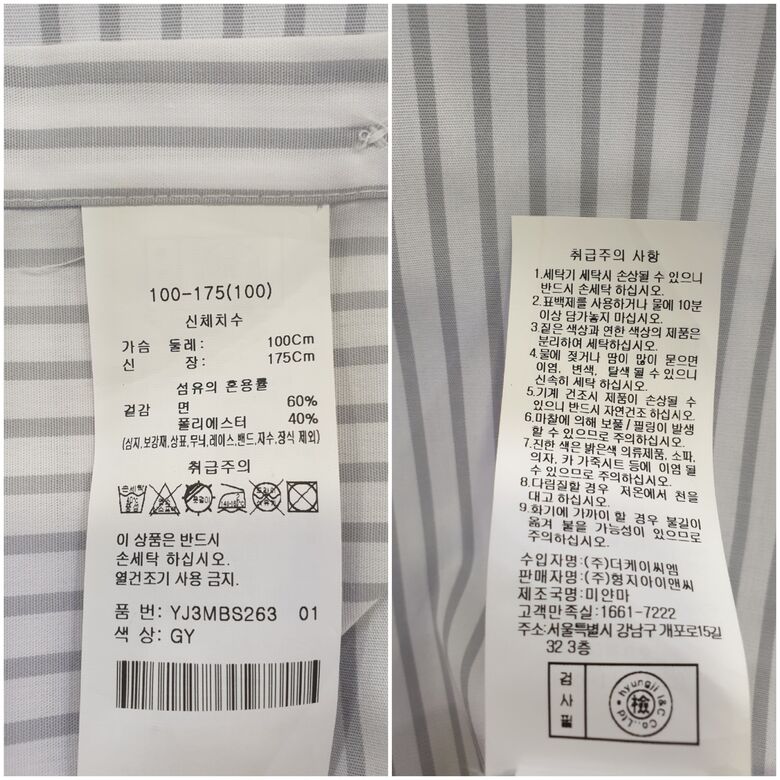 100-175(100)
신체치수
가슴 둘레: 100Cm
신 장: 175Cm
섬유의 혼용률
겉감 면 60%
폴리에스터 40%
(심지,보강재,상표,무늬,레이스,밴드,자수,장식 제외)
취급주의
이 상품은 반드시
손세탁 하십시오.
열건조기 사용 금지.
품 번: YJ3MBS263 01
색 상: GY
취급주의 사항
1.세탁기 세탁시 손상될 수 있으니
반드시 손세탁 하십시오.
2.표백제를 사용하거나 물에 10분
이상 담가놓지 마십시오.
3.짙은 색상과 연한 색상의 제품은
분리하여 세탁하십시오.
4.물에 젖거나 땀이 많이 묻으면
이염, 변색, 탈색 될 수 있으니
신속히 세탁 하십시오.
5.기계 건조시 제품이 손상될 수
있으니 반드시 자연건조 하십시오.
6.마찰에 의해 보풀/필링이 발생
할 수 있으므로 주의하십시오.
7.진한 색은 밝은색 의류제품, 소파,
의자, 카 가죽시트 등에 이염 될
수 있으므로 주의하십시오.
8.다림질할 경우 저온에서 천을
대고 하십시오.
9.화기에 가까이 할 경우 불길이
옮겨 붙을 가능성이 있으므로
주의하십시오.
수입자명:(주)더케이씨엠
판매자명:(주)형지아이앤씨
제조국명:미얀마
고객만족실:1661-7222
주소:서울특별시 강남구 개포로15길
32 3층
검사필
hyungji I&C Co.,Ltd
檢